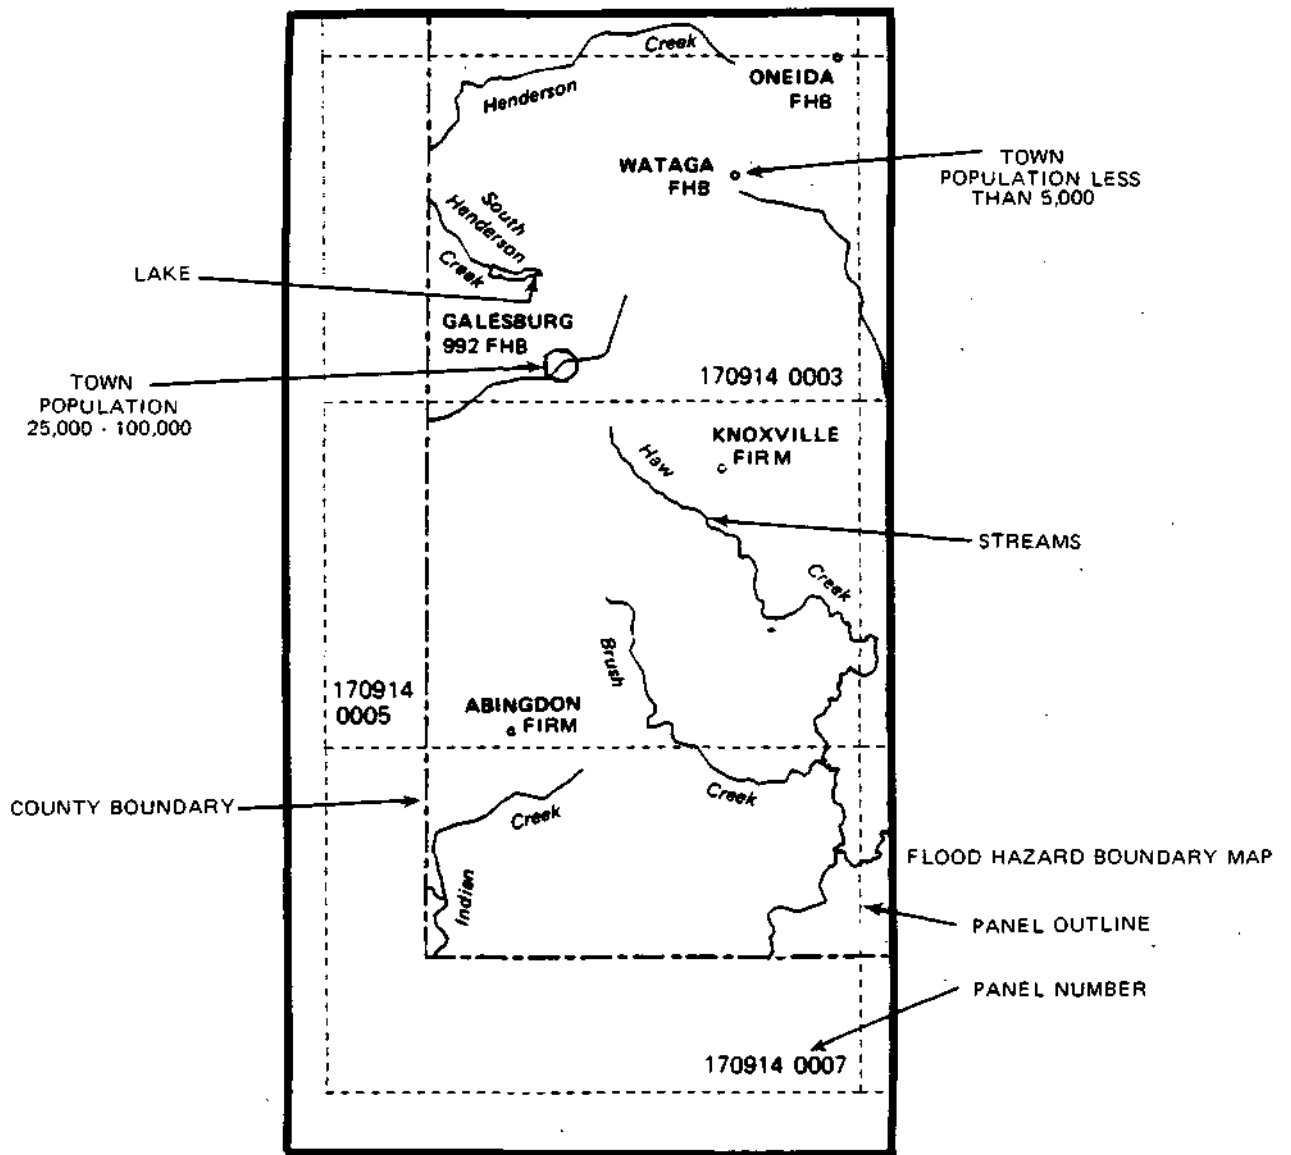 Creek
Henderson
ONEIDA
FHB
WATAGA
FHB
TOWN
POPULATION LESS
THAN 5,000
South
Henderson
Creek
LAKE
GALESBURG
992 FHB
TOWN
POPULATION
25,000 - 100,000
170914 0003
KNOXVILLE
FIRM
Haw
STREAMS
Creek
Brush
170914
0005
ABINGDON
FIRM
Creek
COUNTY BOUNDARY
Creek
Indian
FLOOD HAZARD BOUNDARY MAP
PANEL OUTLINE
PANEL NUMBER
170914 0007